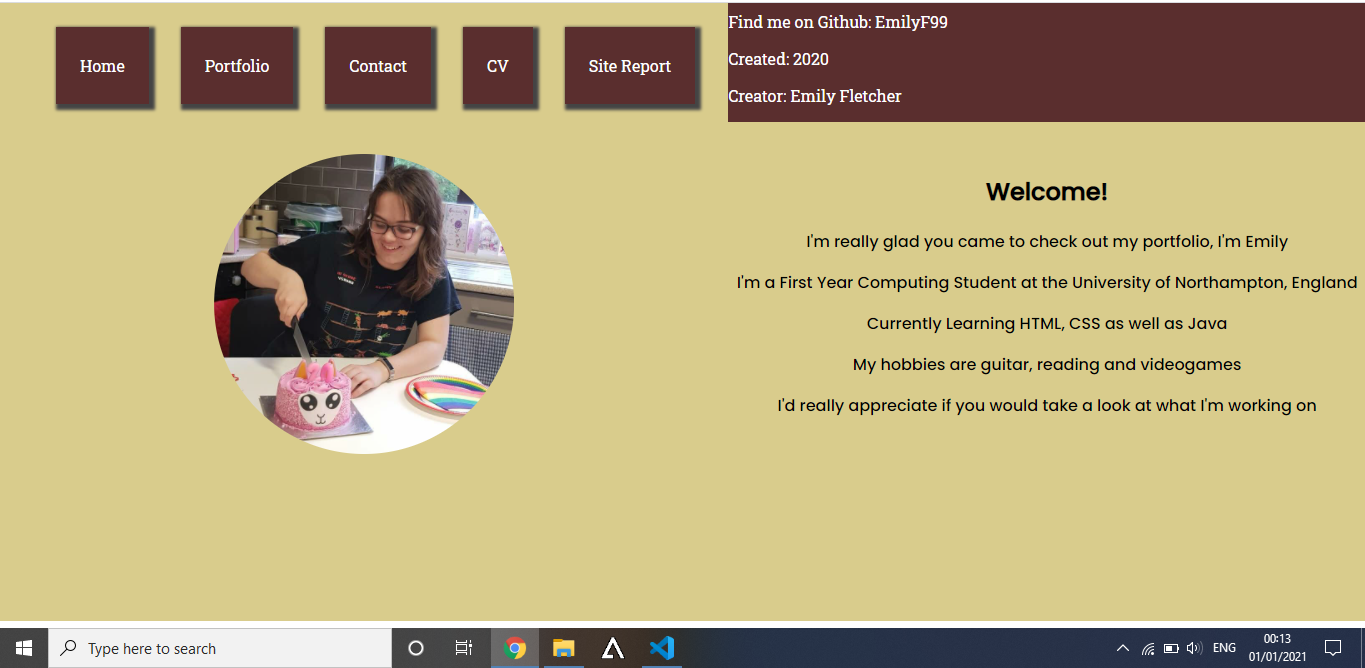 Home
Portfolio
Contact
CV
Site Report
Find me on Github: EmilyF99
Created: 2020
Creator: Emily Fletcher
Welcome!
I'm really glad you came to check out my portfolio, I'm Emily
I'm a First Year Computing Student at the University of Northampton, England
Currently Learning HTML, CSS as well as Java
My hobbies are guitar, reading and videogames
I'd really appreciate if you would take a look at what I'm working on
Type here to search
ENG
00:13
01/01/2021